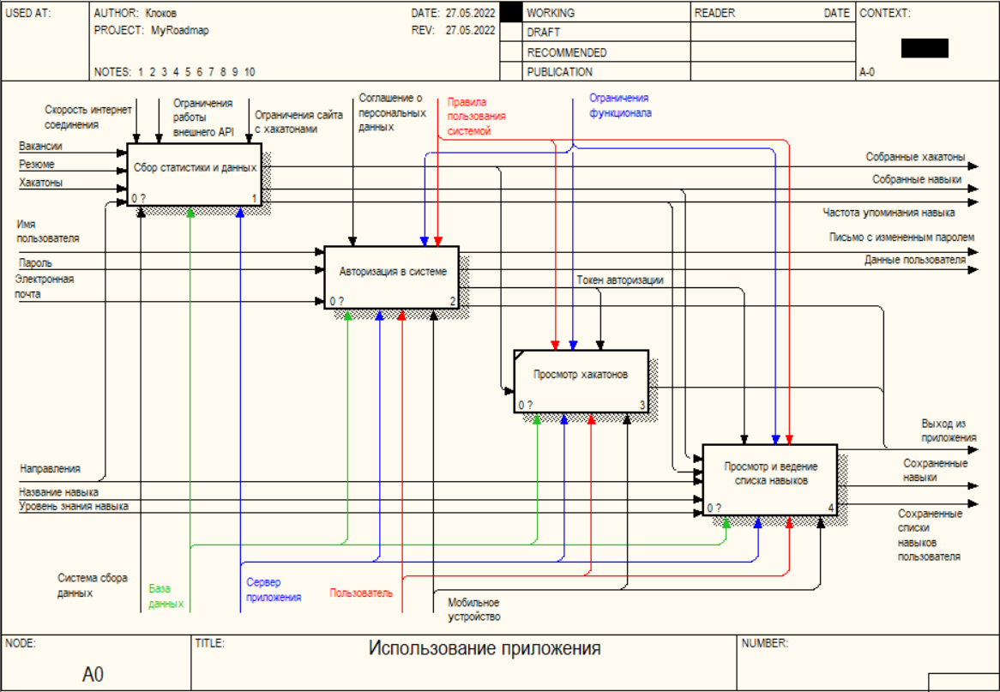 USED AT:
AUTHOR: Клоков
DATE: 27.05.2022
PROJECT: MyRoadmap
REV: 27.05.2022
NOTES: 1 2 3 4 5 6 7 8 9 10
WORKING
DRAFT
RECOMMENDED
PUBLICATION
READER
DATE
CONTEXT:
A-0
Скорость интернет
соединения
Ограничения
работы
внешнего API
Ограничения сайта
с хакатонами
Соглашение о
персональных
данных
Правила
пользования
системой
Ограничения
функционала
Вакансии
Резюме
Хакатоны
Сбор статистики и данных
0 ?
1
Собранные хакатоны
Собранные навыки
Частота упоминания навыка
Имя
пользователя
Пароль
Электронная
почта
Авторизация в системе
0 ?
2
Письмо с измененным паролем
Данные пользователя
Токен авторизации
Просмотр хакатонов
0 ?
3
Направления
Название навыка
Уровень знания навыка
Просмотр и ведение
списка навыков
0 ?
4
Выход из
приложения
Сохраненные
навыки
Сохраненные
списки
навыков
пользователя
Система сбора
данных
База
данных
Сервер
приложения
Пользователь
Мобильное
устройство
NODE:
A0
TITLE:
Использование приложения
NUMBER: